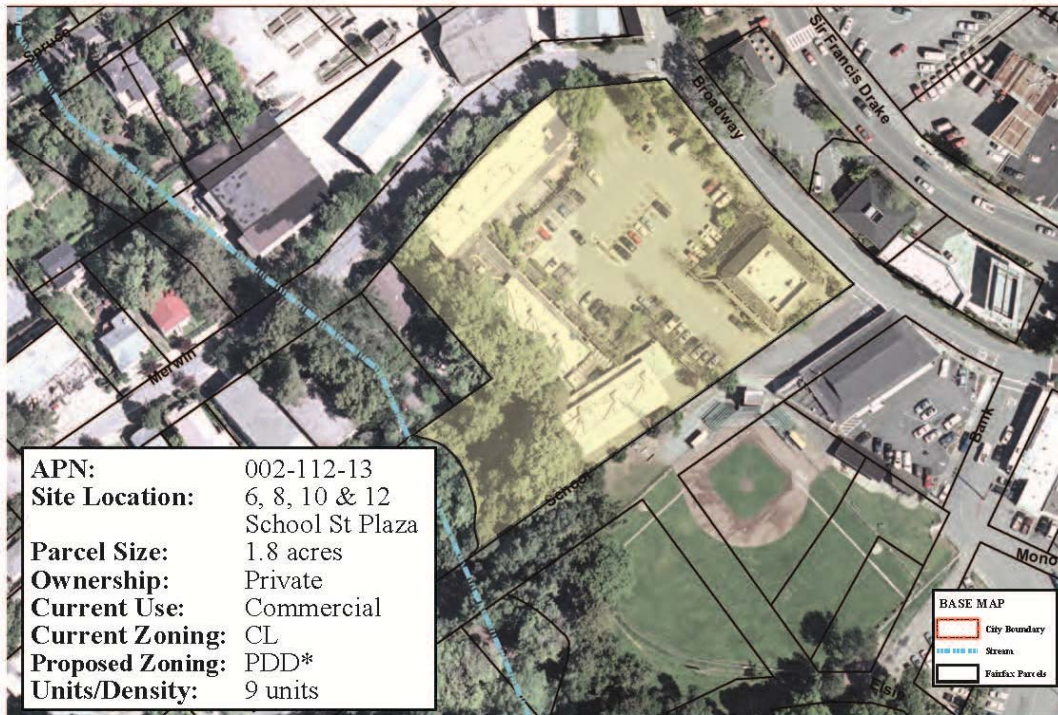 Spruce
Sir Francis Drake
Broadway
Merwin
School
Bank
Mono
Elsie
APN: 002-112-13
Site Location: 6, 8, 10 & 12
School St Plaza
Parcel Size: 1.8 acres
Ownership: Private
Current Use: Commercial
Current Zoning: CL
Proposed Zoning: PDD*
Units/Density: 9 units
BASE MAP
City Boundary
Stream
Fairfax Parcels